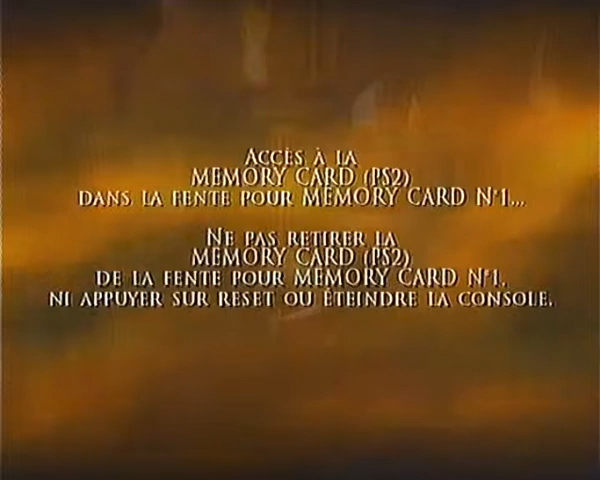 Accès à la
MEMORY CARD (PS2)
dans la fente pour MEMORY CARD N°1...
Ne pas retirer la
MEMORY CARD (PS2)
de la fente pour MEMORY CARD N°1,
ni appuyer sur reset ou éteindre la console.